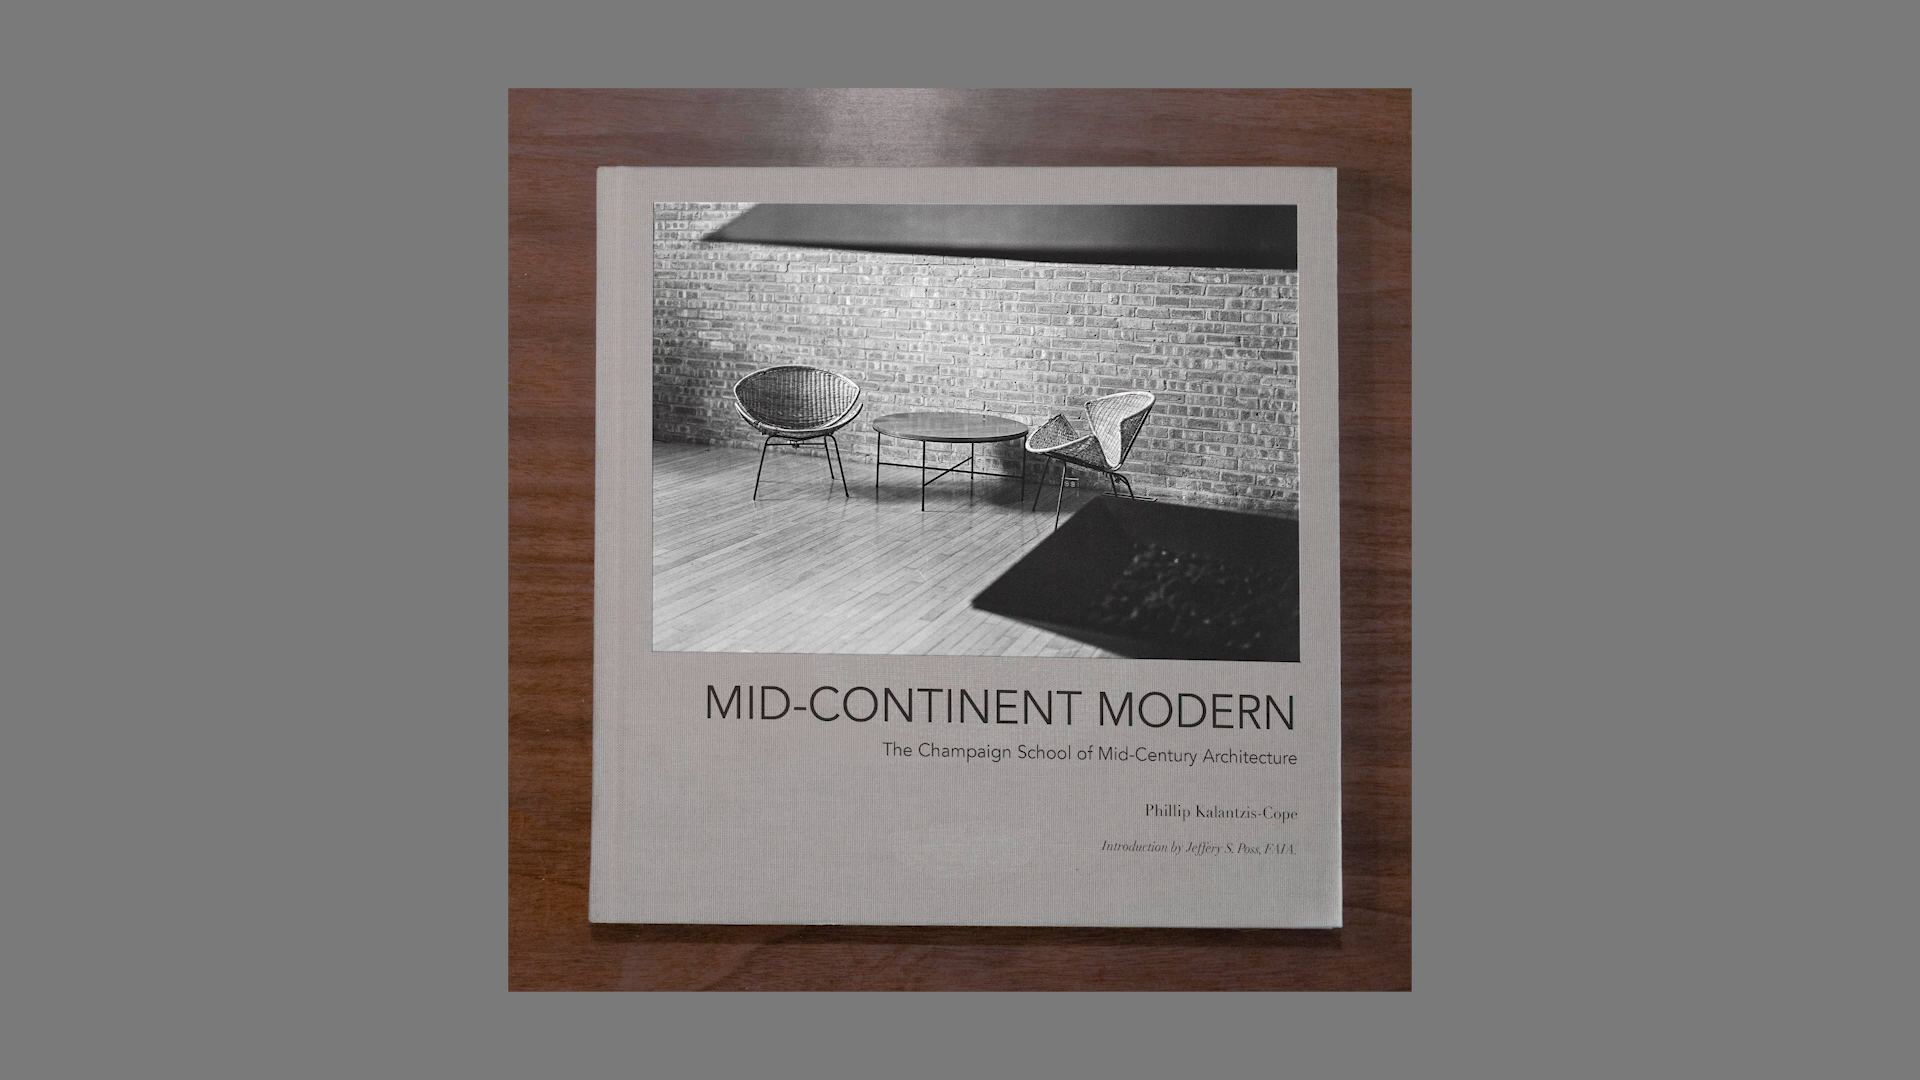 MID-CONTINENT MODERN
The Champaign School of Mid-Century Architecture
Phillip Kalantzis-Cope
Introduction by Jeffery S. Poss, FAIA.